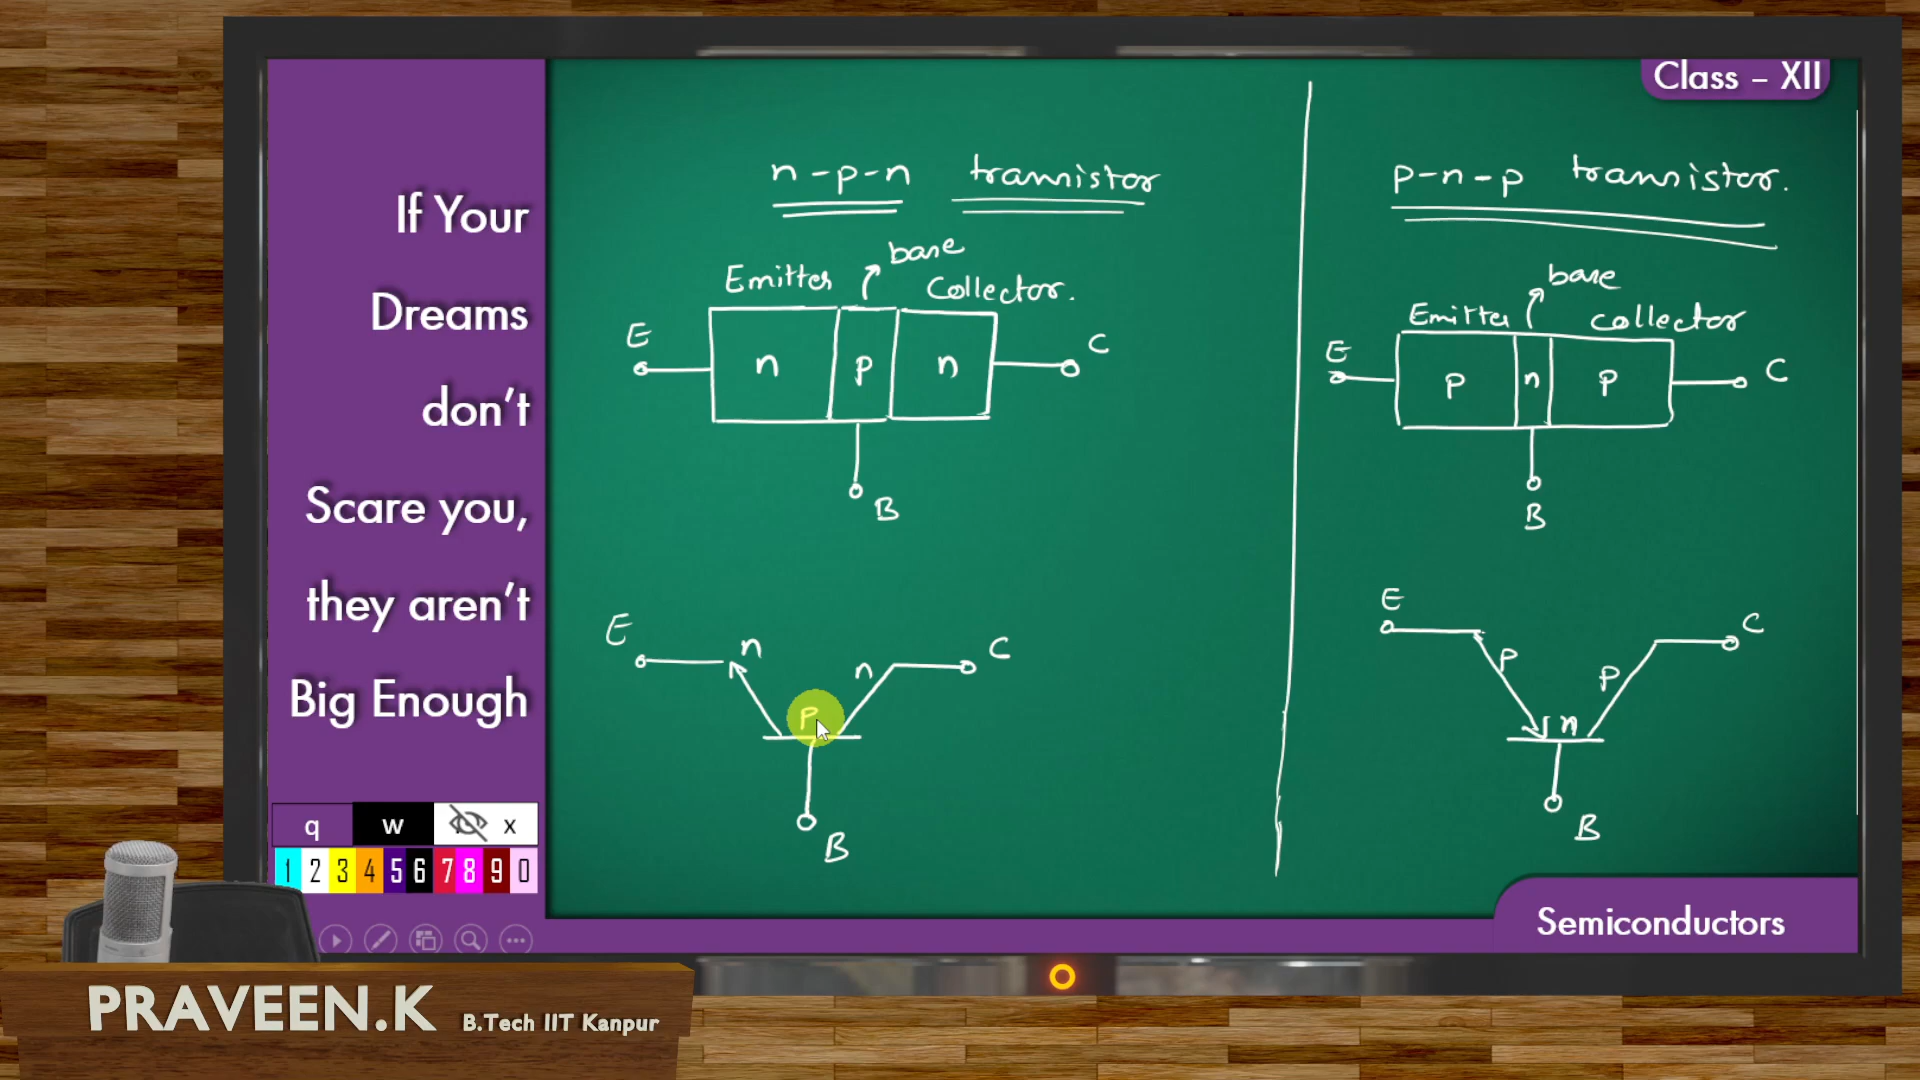 Class – XII
If Your
Dreams
don't
Scare you,
they aren't
Big Enough
n-p-n transistor
Emitter
base
Collector.
E
n
p
n
C
B
E
n
n
C
P
B
p-n-p transistor.
base
Emitter
collector
E
p
n
p
C
B
E
C
p
p
n
B
q w x
1 2 3 4 5 6 7 8 9 0
Semiconductors
PRAVEEN.K B.Tech IIT Kanpur